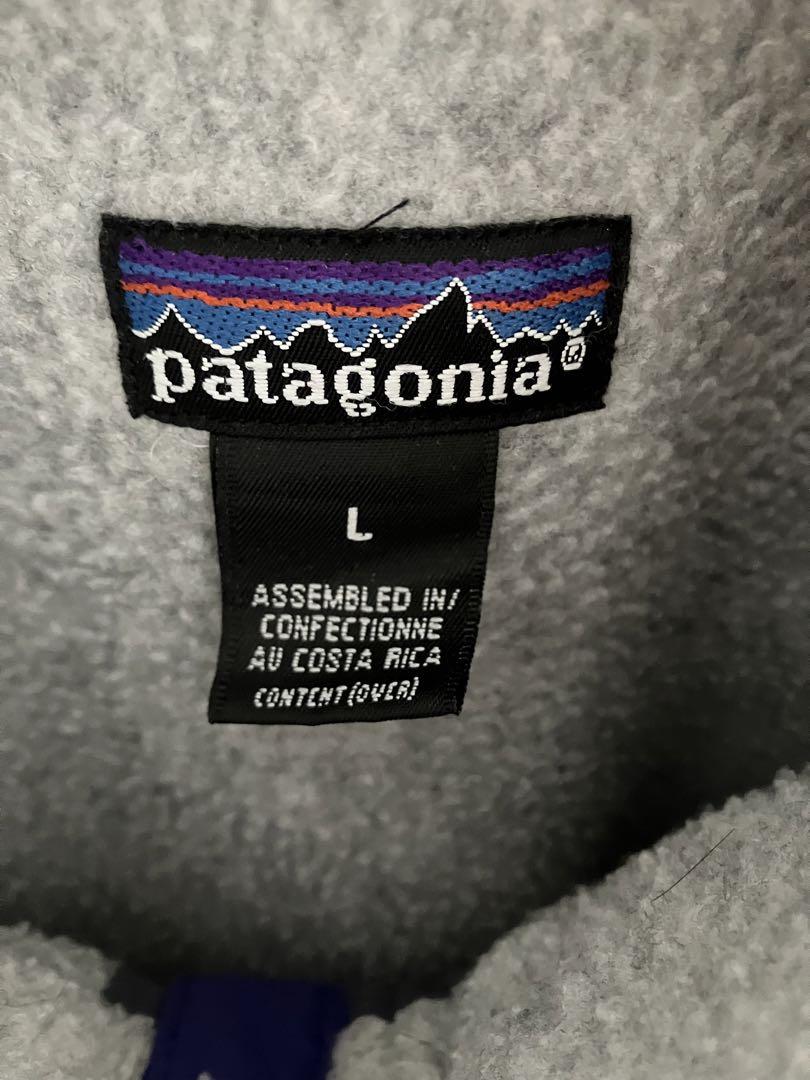 patagonia®
L
ASSEMBLED IN/
CONFECTIONNE
AU COSTA RICA
CONTENT (OVER)